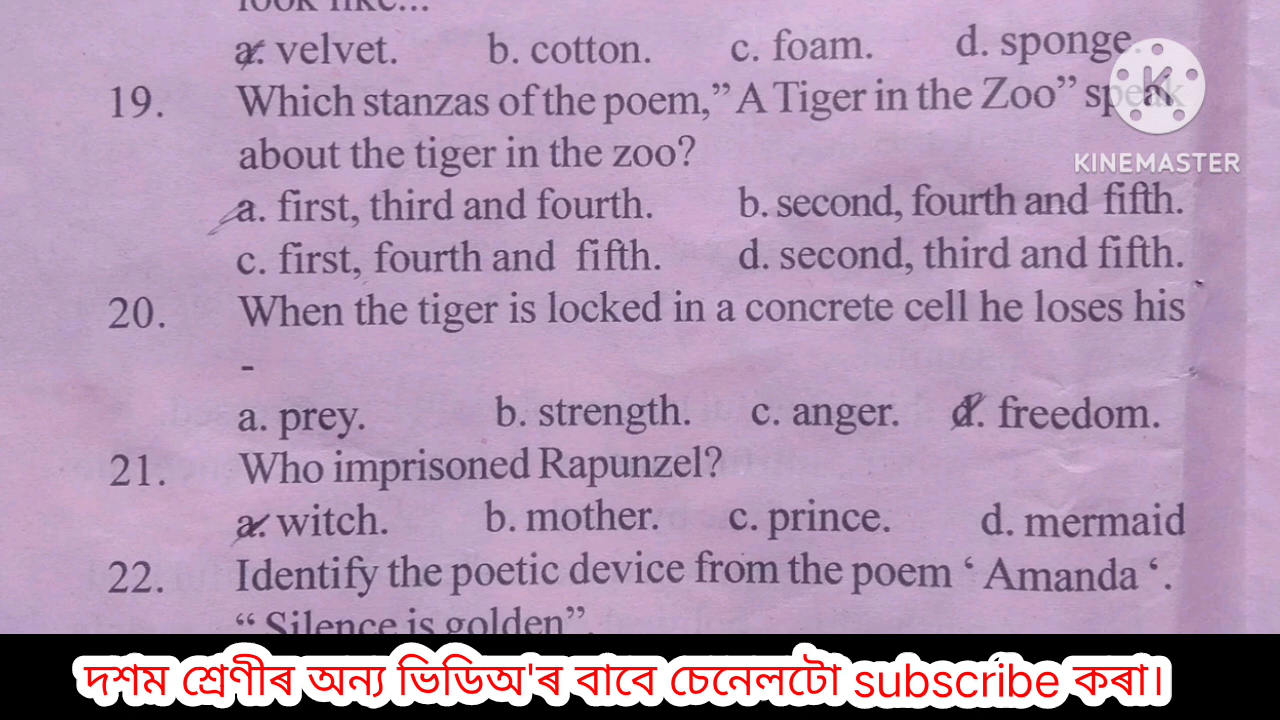 look like...
a. velvet. b. cotton. c. foam. d. sponge.
19. Which stanzas of the poem,” A Tiger in the Zoo” speak
about the tiger in the zoo?
KINEMASTER
a. first, third and fourth. b. second, fourth and fifth.
c. first, fourth and fifth. d. second, third and fifth.
20. When the tiger is locked in a concrete cell he loses his
-
a. prey. b. strength. c. anger. d. freedom.
21. Who imprisoned Rapunzel?
a. witch. b. mother. c. prince. d. mermaid
22. Identify the poetic device from the poem ‘ Amanda ‘.
“ Silence is golden”.
দশম শ্ৰেণীৰ অন্য ভিডিঅ'ৰ বাবে চেনেলটো subscribe কৰা।